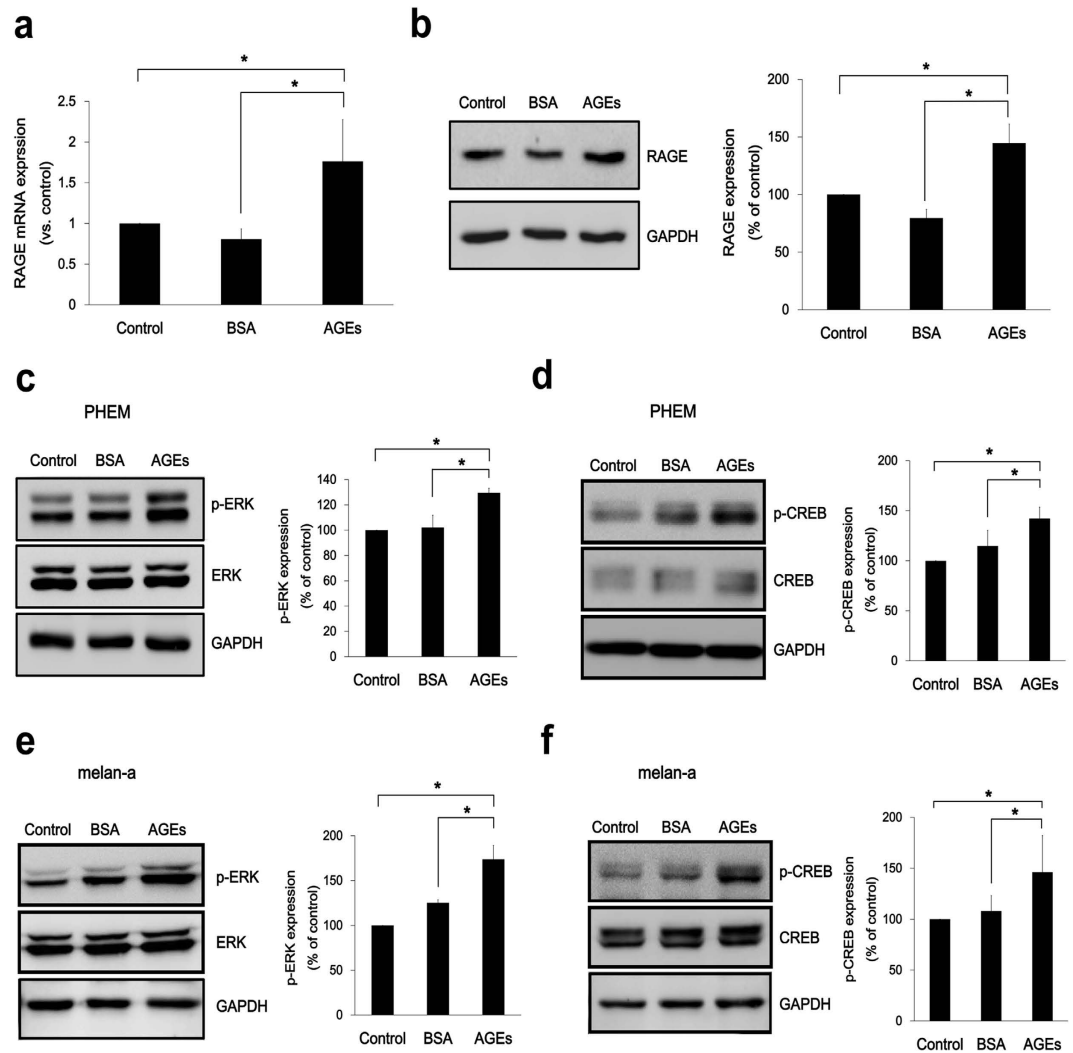 a
*
*
RAGE mRNA exprssion
(vs. control)
2.5
2
1.5
1
0.5
0
Control BSA AGEs
b
Control BSA AGEs
RAGE
GAPDH
*
*
RAGE expression
(% of control)
200
150
100
50
0
Control BSA AGEs
c
PHEM
Control BSA AGEs
p-ERK
ERK
GAPDH
*
*
p-ERK expression
(% of control)
140
120
100
80
60
40
20
0
Control BSA AGEs
d
PHEM
Control BSA AGEs
p-CREB
CREB
GAPDH
*
*
p-CREB expression
(% of control)
200
150
100
50
0
Control BSA AGEs
e
melan-a
Control BSA AGEs
p-ERK
ERK
GAPDH
*
*
p-ERK expression
(% of control)
200
150
100
50
0
Control BSA AGEs
f
melan-a
Control BSA AGEs
p-CREB
CREB
GAPDH
*
*
p-CREB expression
(% of control)
200
150
100
50
0
Control BSA AGEs